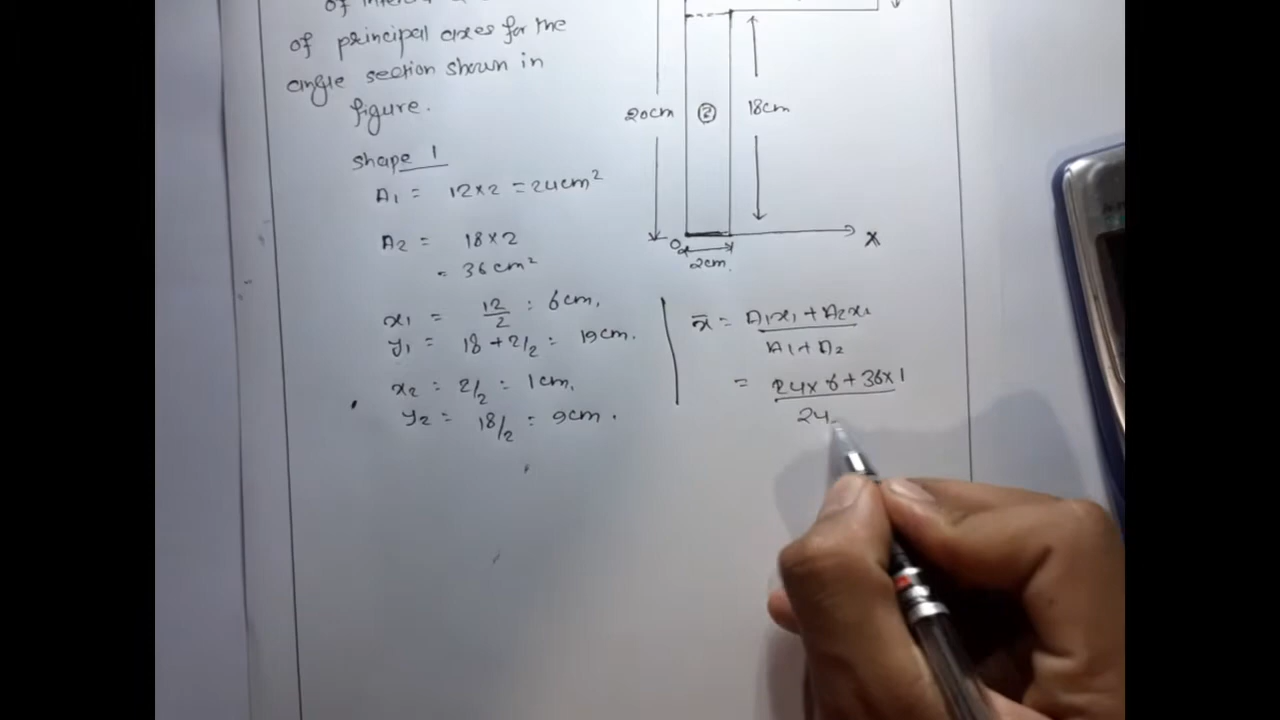 of principal axes for the
angle section shown in
figure.
20cm
②
18cm
O
X
2cm.
Shape 1
A₁ = 12×2 = 24cm²
A₂ = 18×2
= 36cm²
x₁ = 12/2 = 6cm,
y₁ = 18+2/2 = 19cm.
x₂ = 2/2 = 1cm,
y₂ = 18/2 = 9cm.
x̄ = A₁x₁ + A₂x₂
A₁ + A₂
= 24×6+36×1
24